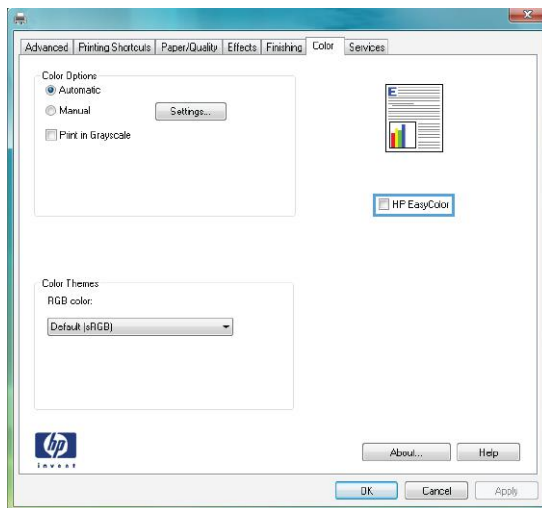 Advanced Printing Shortcuts Paper/Quality Effects Finishing Color Services
Color Options
Automatic
Manual
Settings...
Print in Grayscale
E
HP EasyColor
Color Themes
RGB color:
Default (sRGB)
hp
invent
About... Help
OK Cancel Apply